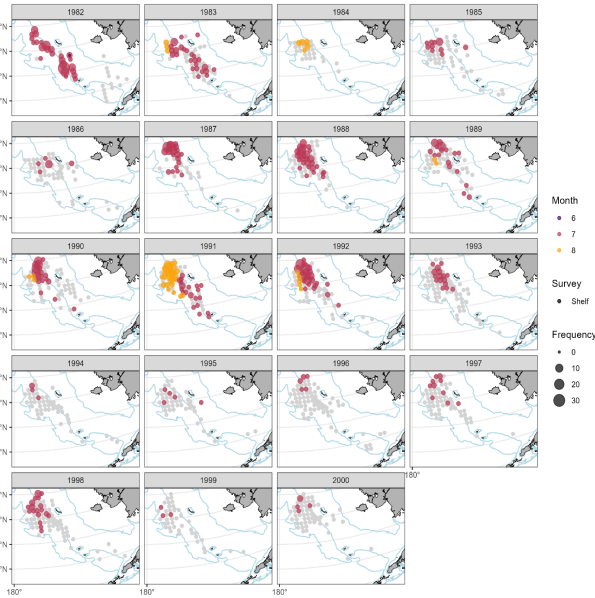 1982 1983 1984 1985
°N
°N
°N
°N
1986 1987 1988 1989
°N
°N
°N
°N
1990 1991 1992 1993
°N
°N
°N
°N
1994 1995 1996 1997
°N
°N
°N
°N
180°
1998 1999 2000
°N
°N
°N
°N
180° 180° 180°
Month
6
7
8
Survey
Shelf
Frequency
0
10
20
30